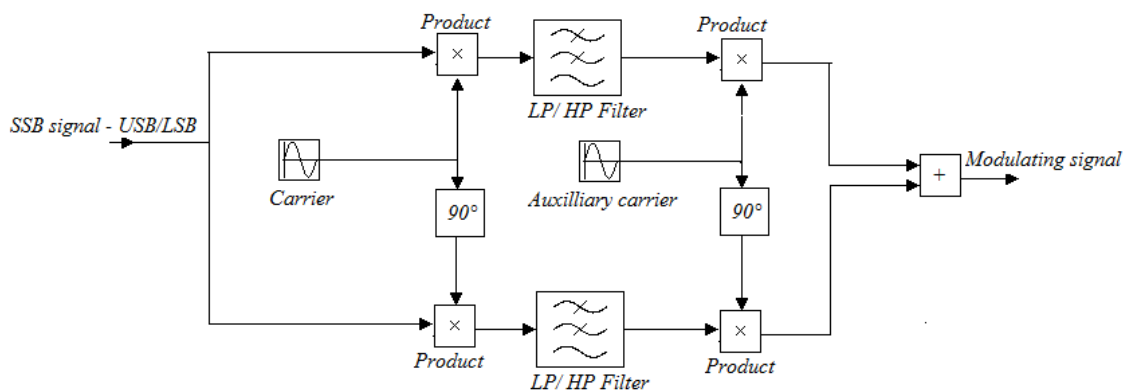 Product
Product
×
×
LP/ HP Filter
SSB signal - USB/LSB
Modulating signal
+
Carrier
Auxilliary carrier
90°
90°
×
×
Product
Product
LP/ HP Filter